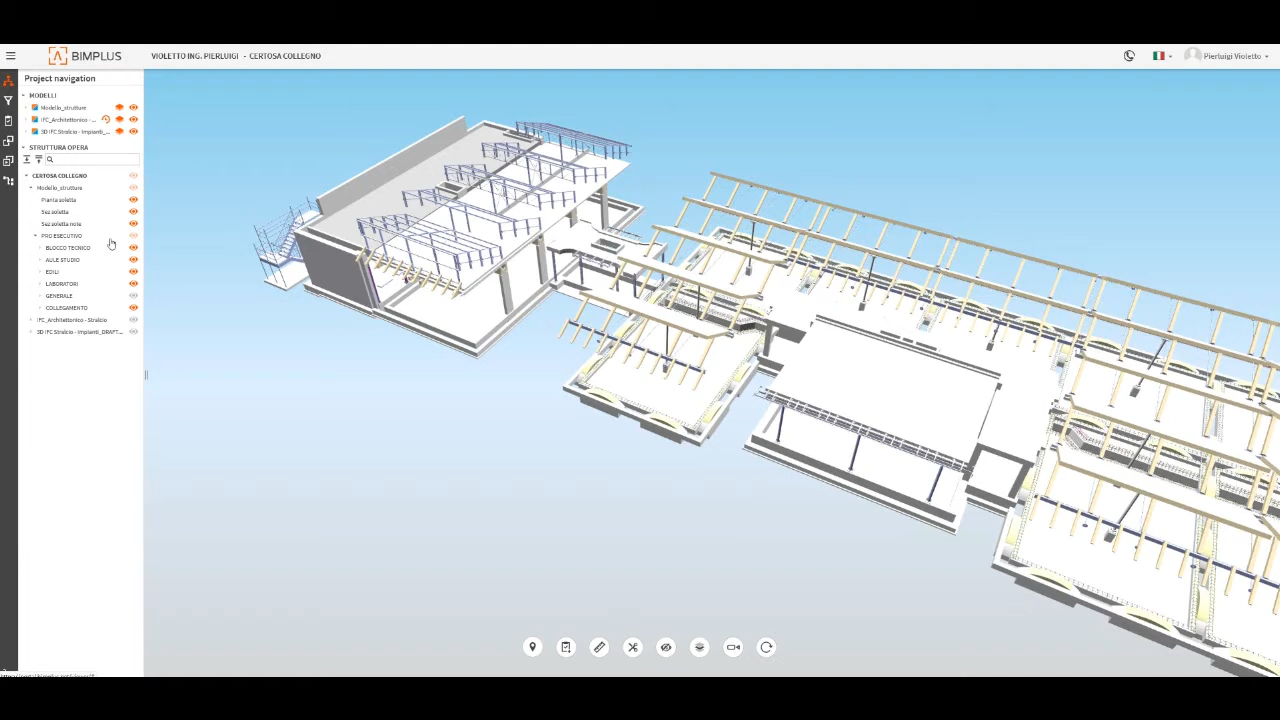 BIMPLUS
VIOLETTO ING. PIERLUIGI - CERTOSA COLLEGNO
Pierluigi Violetto
Project navigation
MODELLI
Modello_strutture
IFC_Architettonico - ...
3D IFC Stralcio - Impianti_...
STRUTTURA OPERA
CERTOSA COLLEGNO
Modello_strutture
Pianta soletta
Sez soletta
Sez soletta note
PRO ESECUTIVO
BLOCCO TECNICO
AULE STUDIO
EDILI
LABORATORI
GENERALE
COLLEGAMENTO
IFC_Architettonico - Stralcio
3D IFC Stralcio - Impianti_DRAFT...